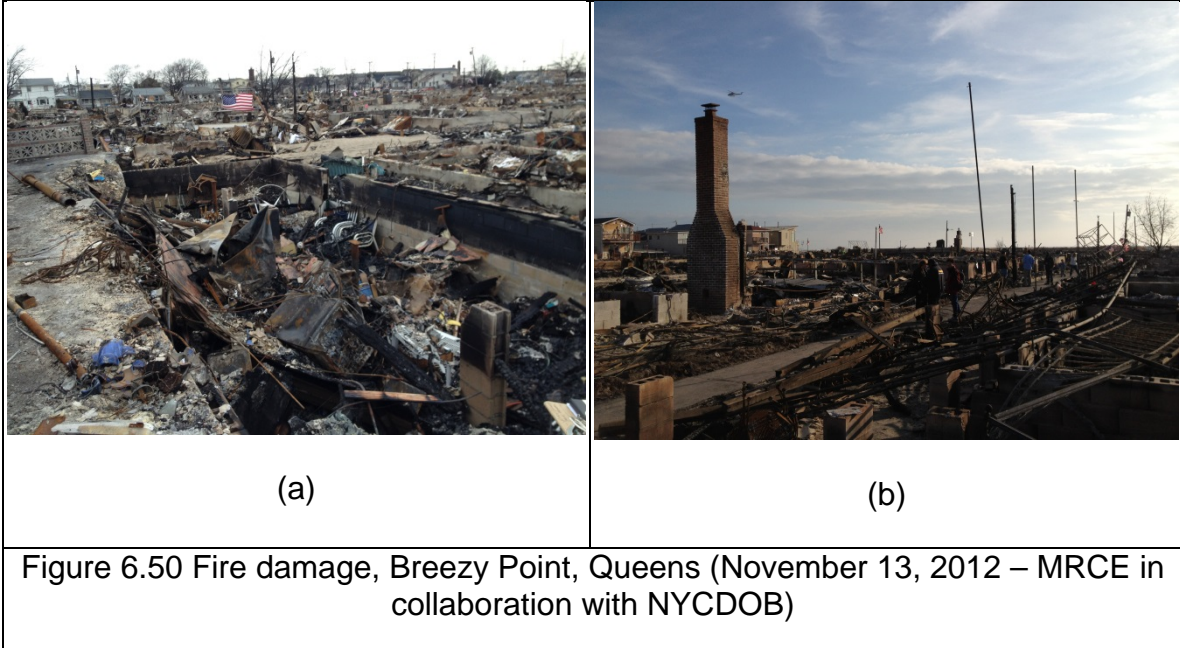 (a)
(b)
Figure 6.50 Fire damage, Breezy Point, Queens (November 13, 2012 – MRCE in
collaboration with NYCDOB)